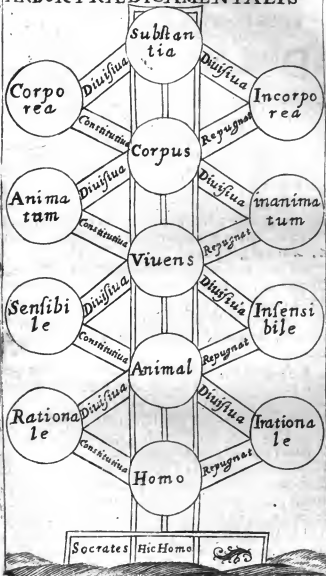 ARBOR PRÆDICAMENTALIS
Subſtan
tia
Diuiſiua
Diuiſiua
Corpo
rea
Incorpo
rea
Conſtitutiua
Repugnat
Corpus
Diuiſiua
Diuiſiua
Anima
tum
inanima
tum
Conſtitutiua
Repugnat
Viuens
Diuiſiua
Diuiſiua
Senſibi
le
Inſenſi
bile
Conſtitutiua
Repugnat
Animal
Diuiſiua
Diuiſiua
Rationa
le
Irationa
le
Conſtitutiua
Repugnat
Homo
Socrates
Hic Homo